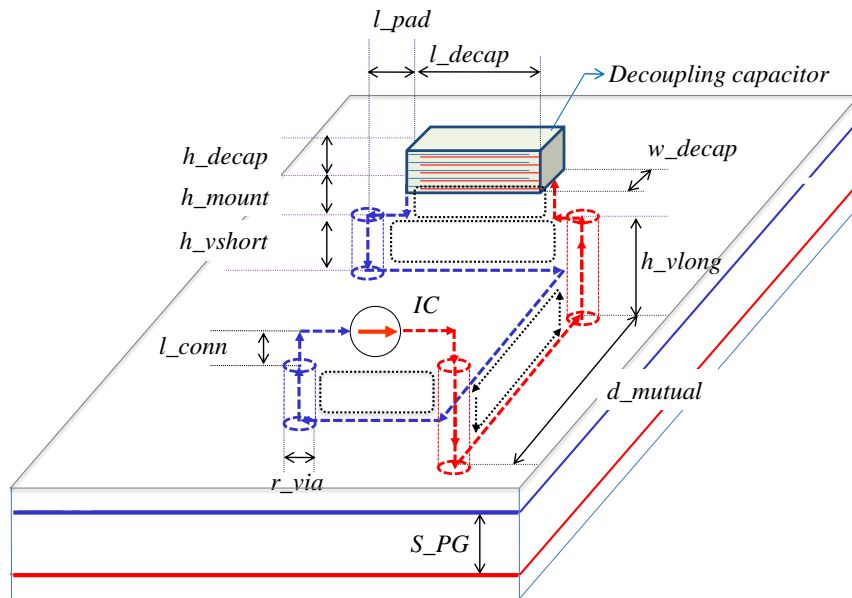 l_pad
l_decap
Decoupling capacitor
h_decap
w_decap
h_mount
h_vshort
h_vlong
IC
l_conn
d_mutual
r_via
S_PG